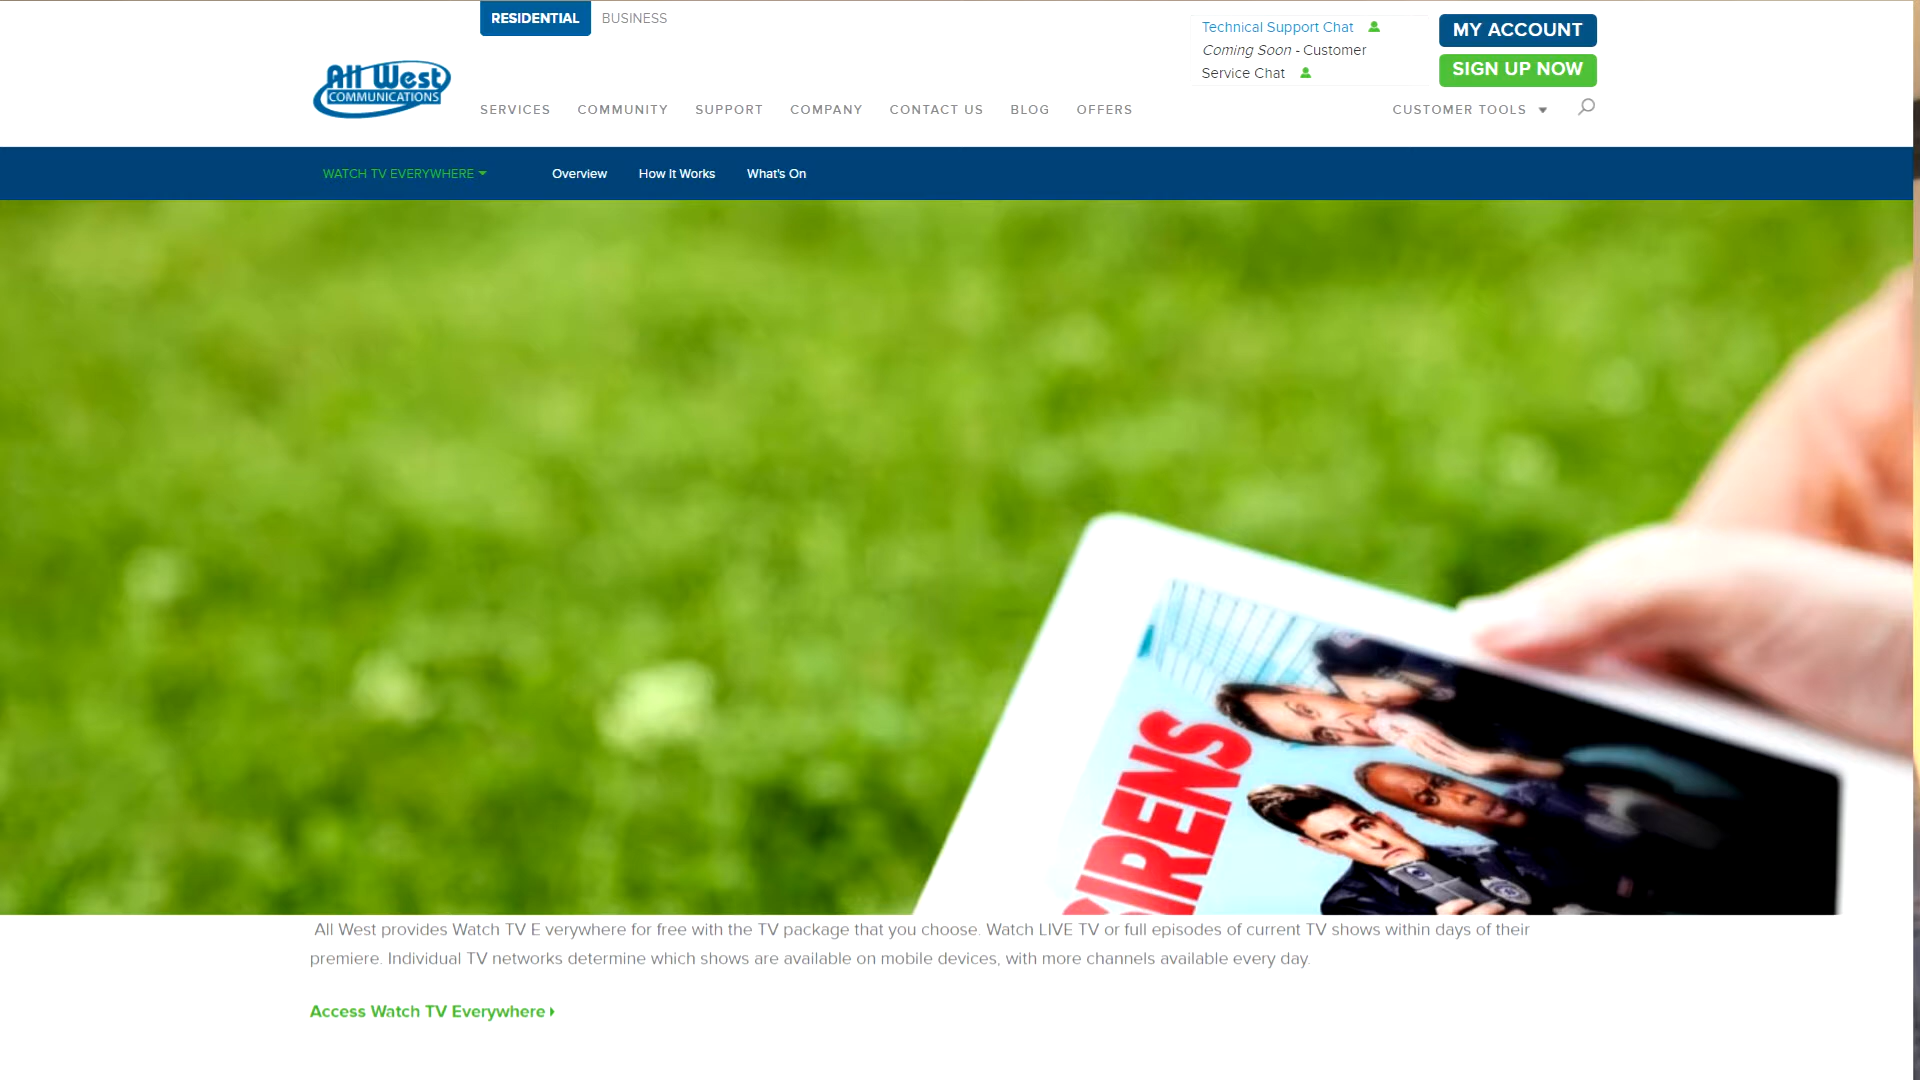 RESIDENTIAL BUSINESS
Technical Support Chat
Coming Soon - Customer
Service Chat
MY ACCOUNT
SIGN UP NOW
All West
COMMUNICATIONS
SERVICES COMMUNITY SUPPORT COMPANY CONTACT US BLOG OFFERS
CUSTOMER TOOLS
WATCH TV EVERYWHERE Overview How It Works What's On
SIRENS
All West provides Watch TV E verywhere for free with the TV package that you choose. Watch LIVE TV or full episodes of current TV shows within days of their
premiere. Individual TV networks determine which shows are available on mobile devices, with more channels available every day.
Access Watch TV Everywhere